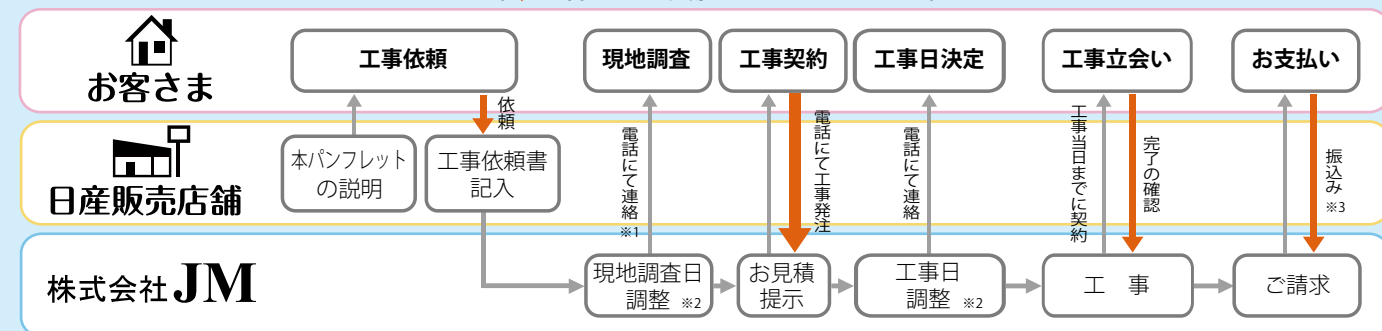 工事依頼
現地調査
工事契約
工事日決定
工事立会い
お支払い
お客さま
依頼
電話にて連絡
※1
電話にて工事発注
電話にて連絡
工事当日までに契約
完了の確認
振込み
※3
本パンフレット
の説明
工事依頼書
記入
日産販売店舗
株式会社JM
現地調査日
調整 ※2
お見積
提示
工事日
調整 ※2
工 事
ご請求